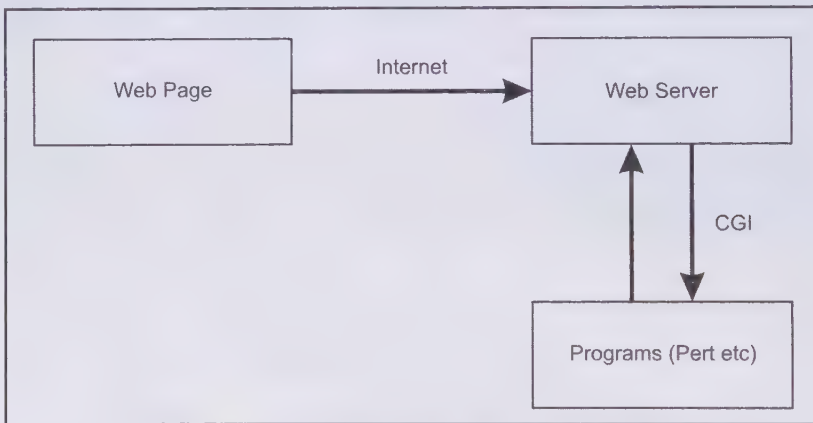 Web Page
Internet
Web Server
CGI
Programs (Pert etc)